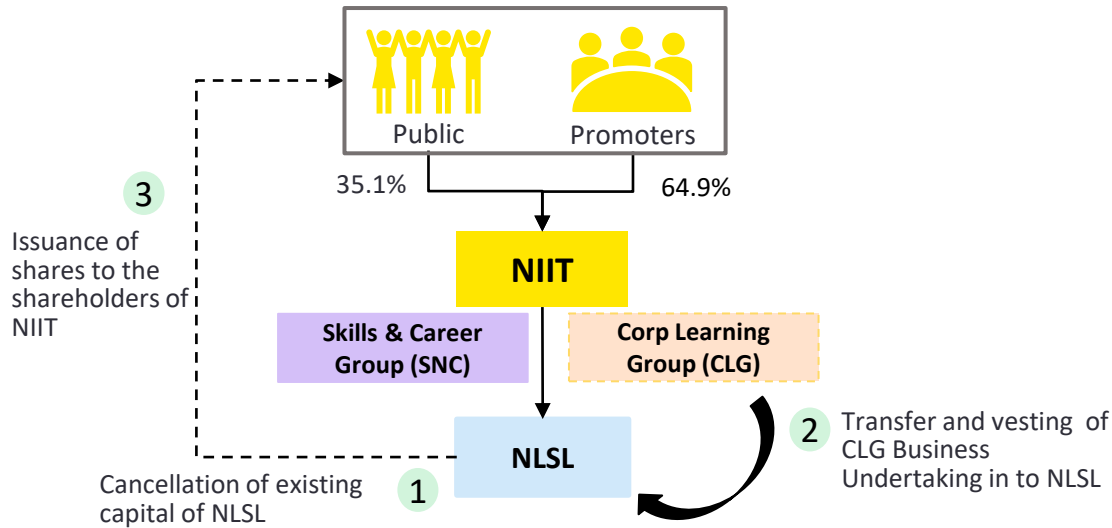 Public
Promoters
35.1%
64.9%
3
Issuance of
shares to the
shareholders of
NIIT
NIIT
Skills & Career
Group (SNC)
Corp Learning
Group (CLG)
2
Transfer and vesting of
CLG Business
Undertaking in to NLSL
NLSL
1
Cancellation of existing
capital of NLSL